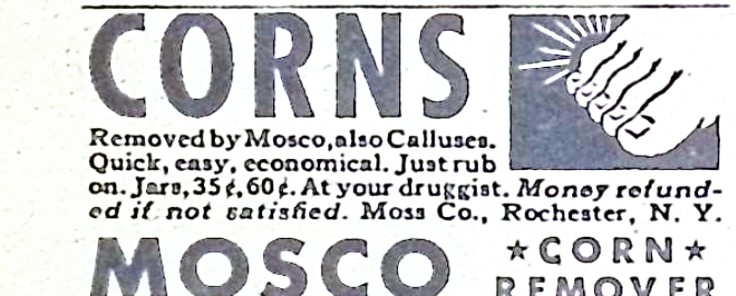 CORNS
Removed by Mosco, also Calluses.
Quick, easy, economical. Just rub
on. Jars, 35¢, 60¢. At your druggist. Money refund-
ed if not satisfied. Moss Co., Rochester, N. Y.
MOSCO ★CORN★
REMOVER